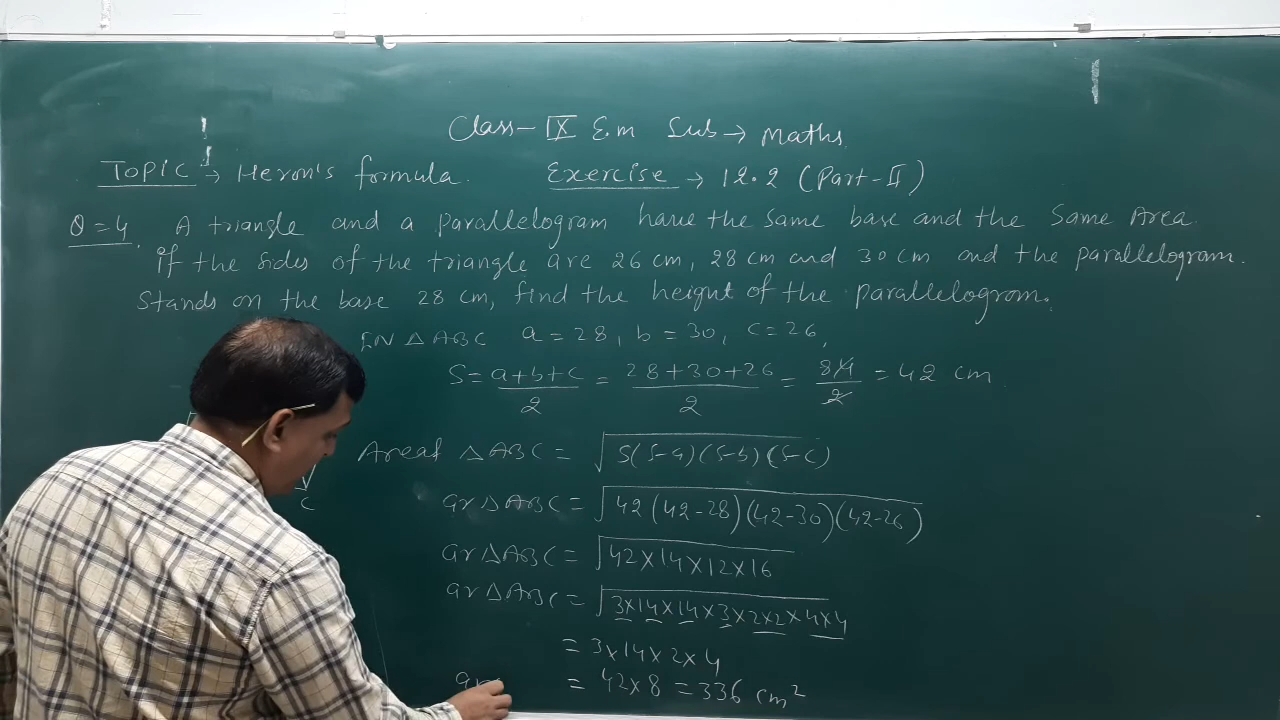 Class - IX E.m Sub → Maths
TOPIC → Heron's formula. Exercise → 12.2 (Part-II)
Q=4. A triangle and a parallelogram have the same base and the same Area.
if the sides of the triangle are 26 cm, 28 cm and 30 cm and the parallelogram.
Stands on the base 28 cm, find the height of the parallelogram.
IN △ABC a=28, b=30, c=26,
S = a+b+c/2 = 28+30+26/2 = 84/2 = 42 cm
Area of △ABC = √S(S-a)(S-b)(S-c)
ar △ABC = √42(42-28)(42-30)(42-26)
ar △ABC = √42×14×12×16
ar △ABC = √3×14×14×3×2×2×4×4
= 3×14×2×4
ar = 42×8 = 336 cm²
C